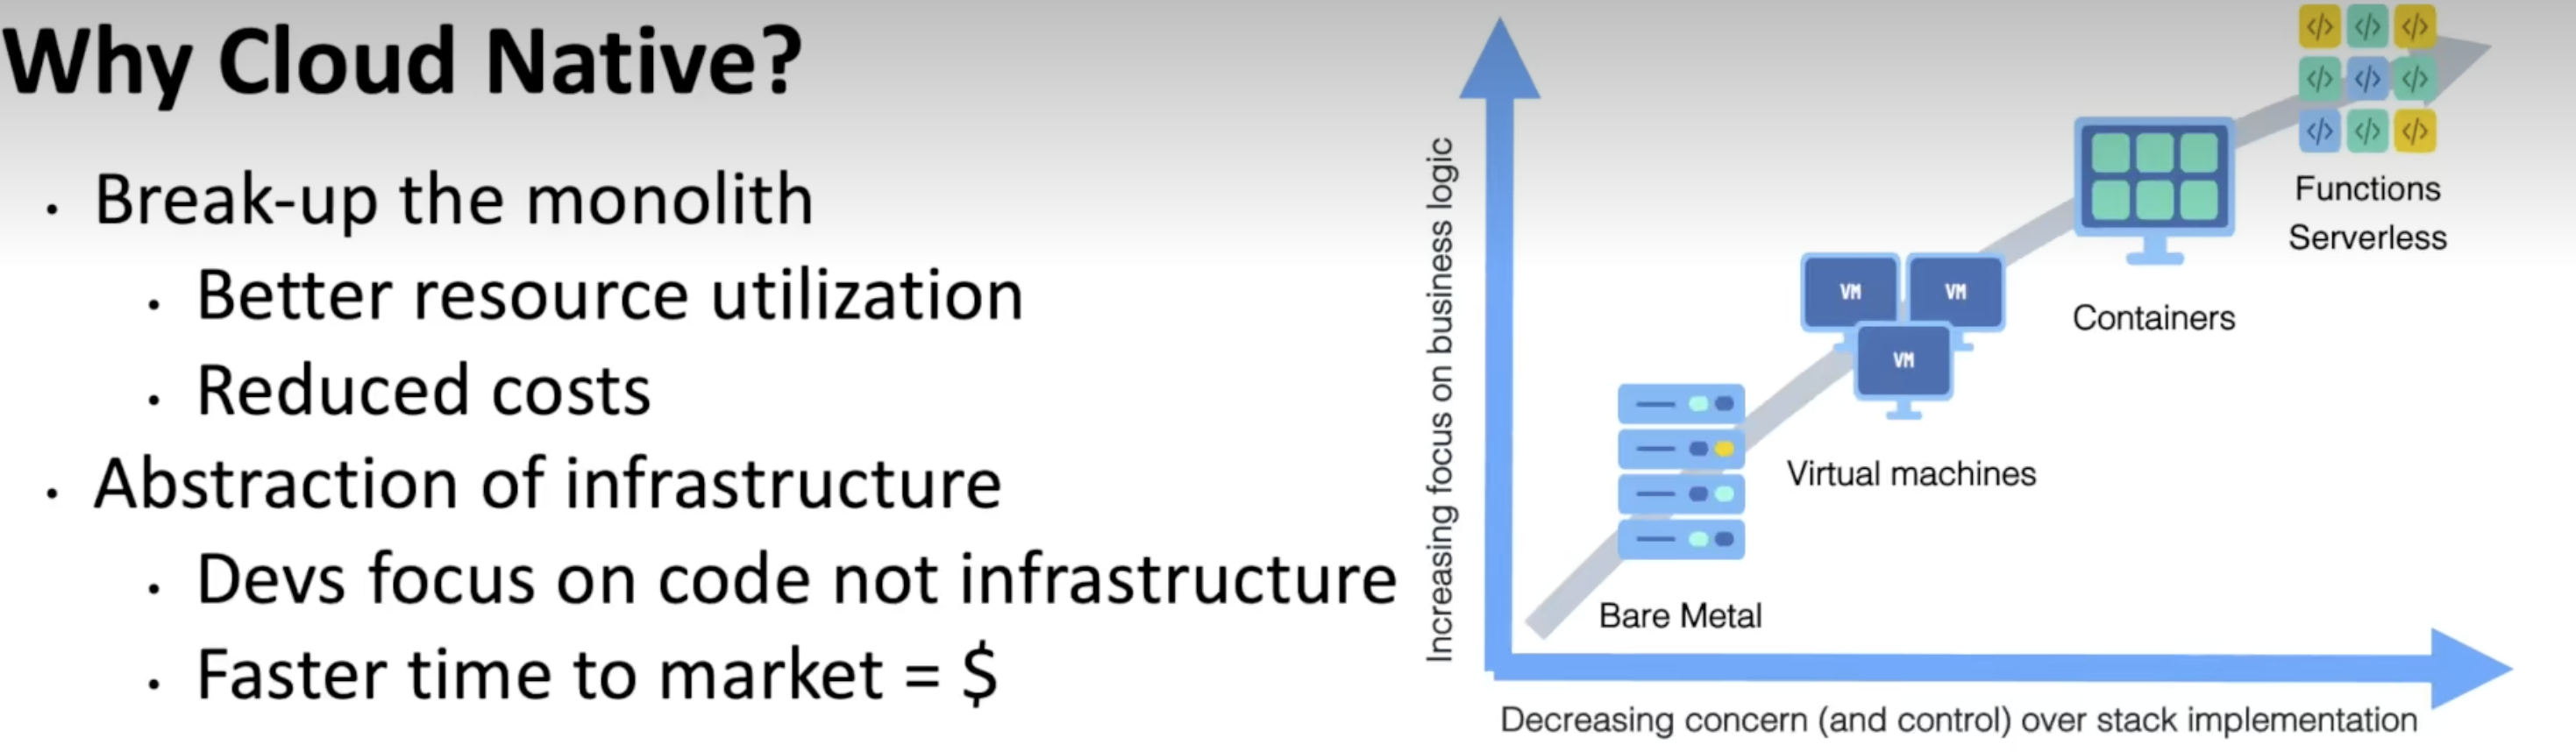 Why Cloud Native?
· Break-up the monolith
· Better resource utilization
· Reduced costs
· Abstraction of infrastructure
· Devs focus on code not infrastructure
· Faster time to market = $
Increasing focus on business logic
</> </> </>
</> </> </>
</> </> </>
Functions
Serverless
Containers
VM VM
VM
Virtual machines
Bare Metal
Decreasing concern (and control) over stack implementation